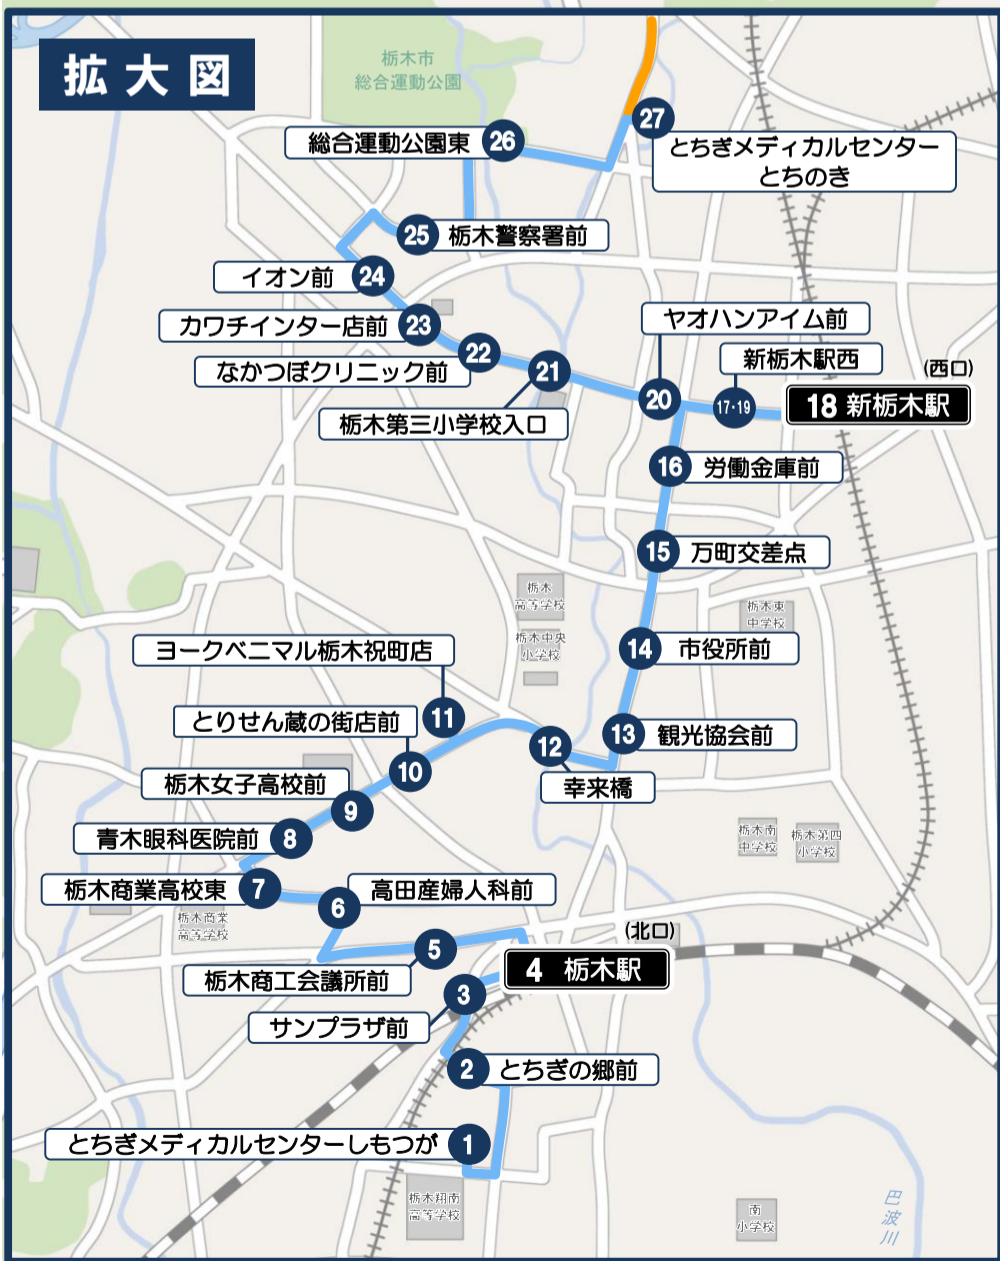 拡大図
栃木市
総合運動公園
27
とちぎメディカルセンター
とちのき
総合運動公園東
26
25
栃木警察署前
イオン前
24
カワチインター店前
23
なかつぼクリニック前
22
21
栃木第三小学校入口
ヤオハンアイム前
20
新栃木駅西
17・19
(西口)
18 新栃木駅
16
労働金庫前
15
万町交差点
栃木
高等学校
栃木中央
小学校
栃木東
中学校
14
市役所前
ヨークベニマル栃木祝町店
11
とりせん蔵の街店前
10
13
観光協会前
12
幸来橋
栃木女子高校前
9
青木眼科医院前
8
栃木南
中学校
栃木第四
小学校
栃木商業高校東
7
高田産婦人科前
6
栃木商業
高等学校
(北口)
5
栃木商工会議所前
4 栃木駅
3
サンプラザ前
2
とちぎの郷前
とちぎメディカルセンターしもつが
1
栃木翔南
高等学校
南
小学校
巴波川